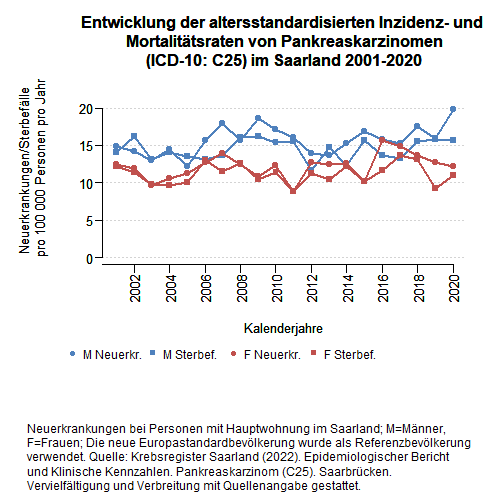 Entwicklung der altersstandardisierten Inzidenz- und
Mortalitätsraten von Pankreaskarzinomen
(ICD-10: C25) im Saarland 2001-2020
Neuerkrankungen/Sterbefälle
pro 100 000 Personen pro Jahr
20
15
10
5
0
2002
2004
2006
2008
2010
2012
2014
2016
2018
2020
Kalenderjahre
M Neuerkr.
M Sterbef.
F Neuerkr.
F Sterbef.
Neuerkrankungen bei Personen mit Hauptwohnung im Saarland; M=Männer,
F=Frauen; Die neue Europastandardbevölkerung wurde als Referenzbevölkerung
verwendet. Quelle: Krebsregister Saarland (2022). Epidemiologischer Bericht
und Klinische Kennzahlen. Pankreaskarzinom (C25). Saarbrücken.
Vervielfältigung und Verbreitung mit Quellenangabe gestattet.